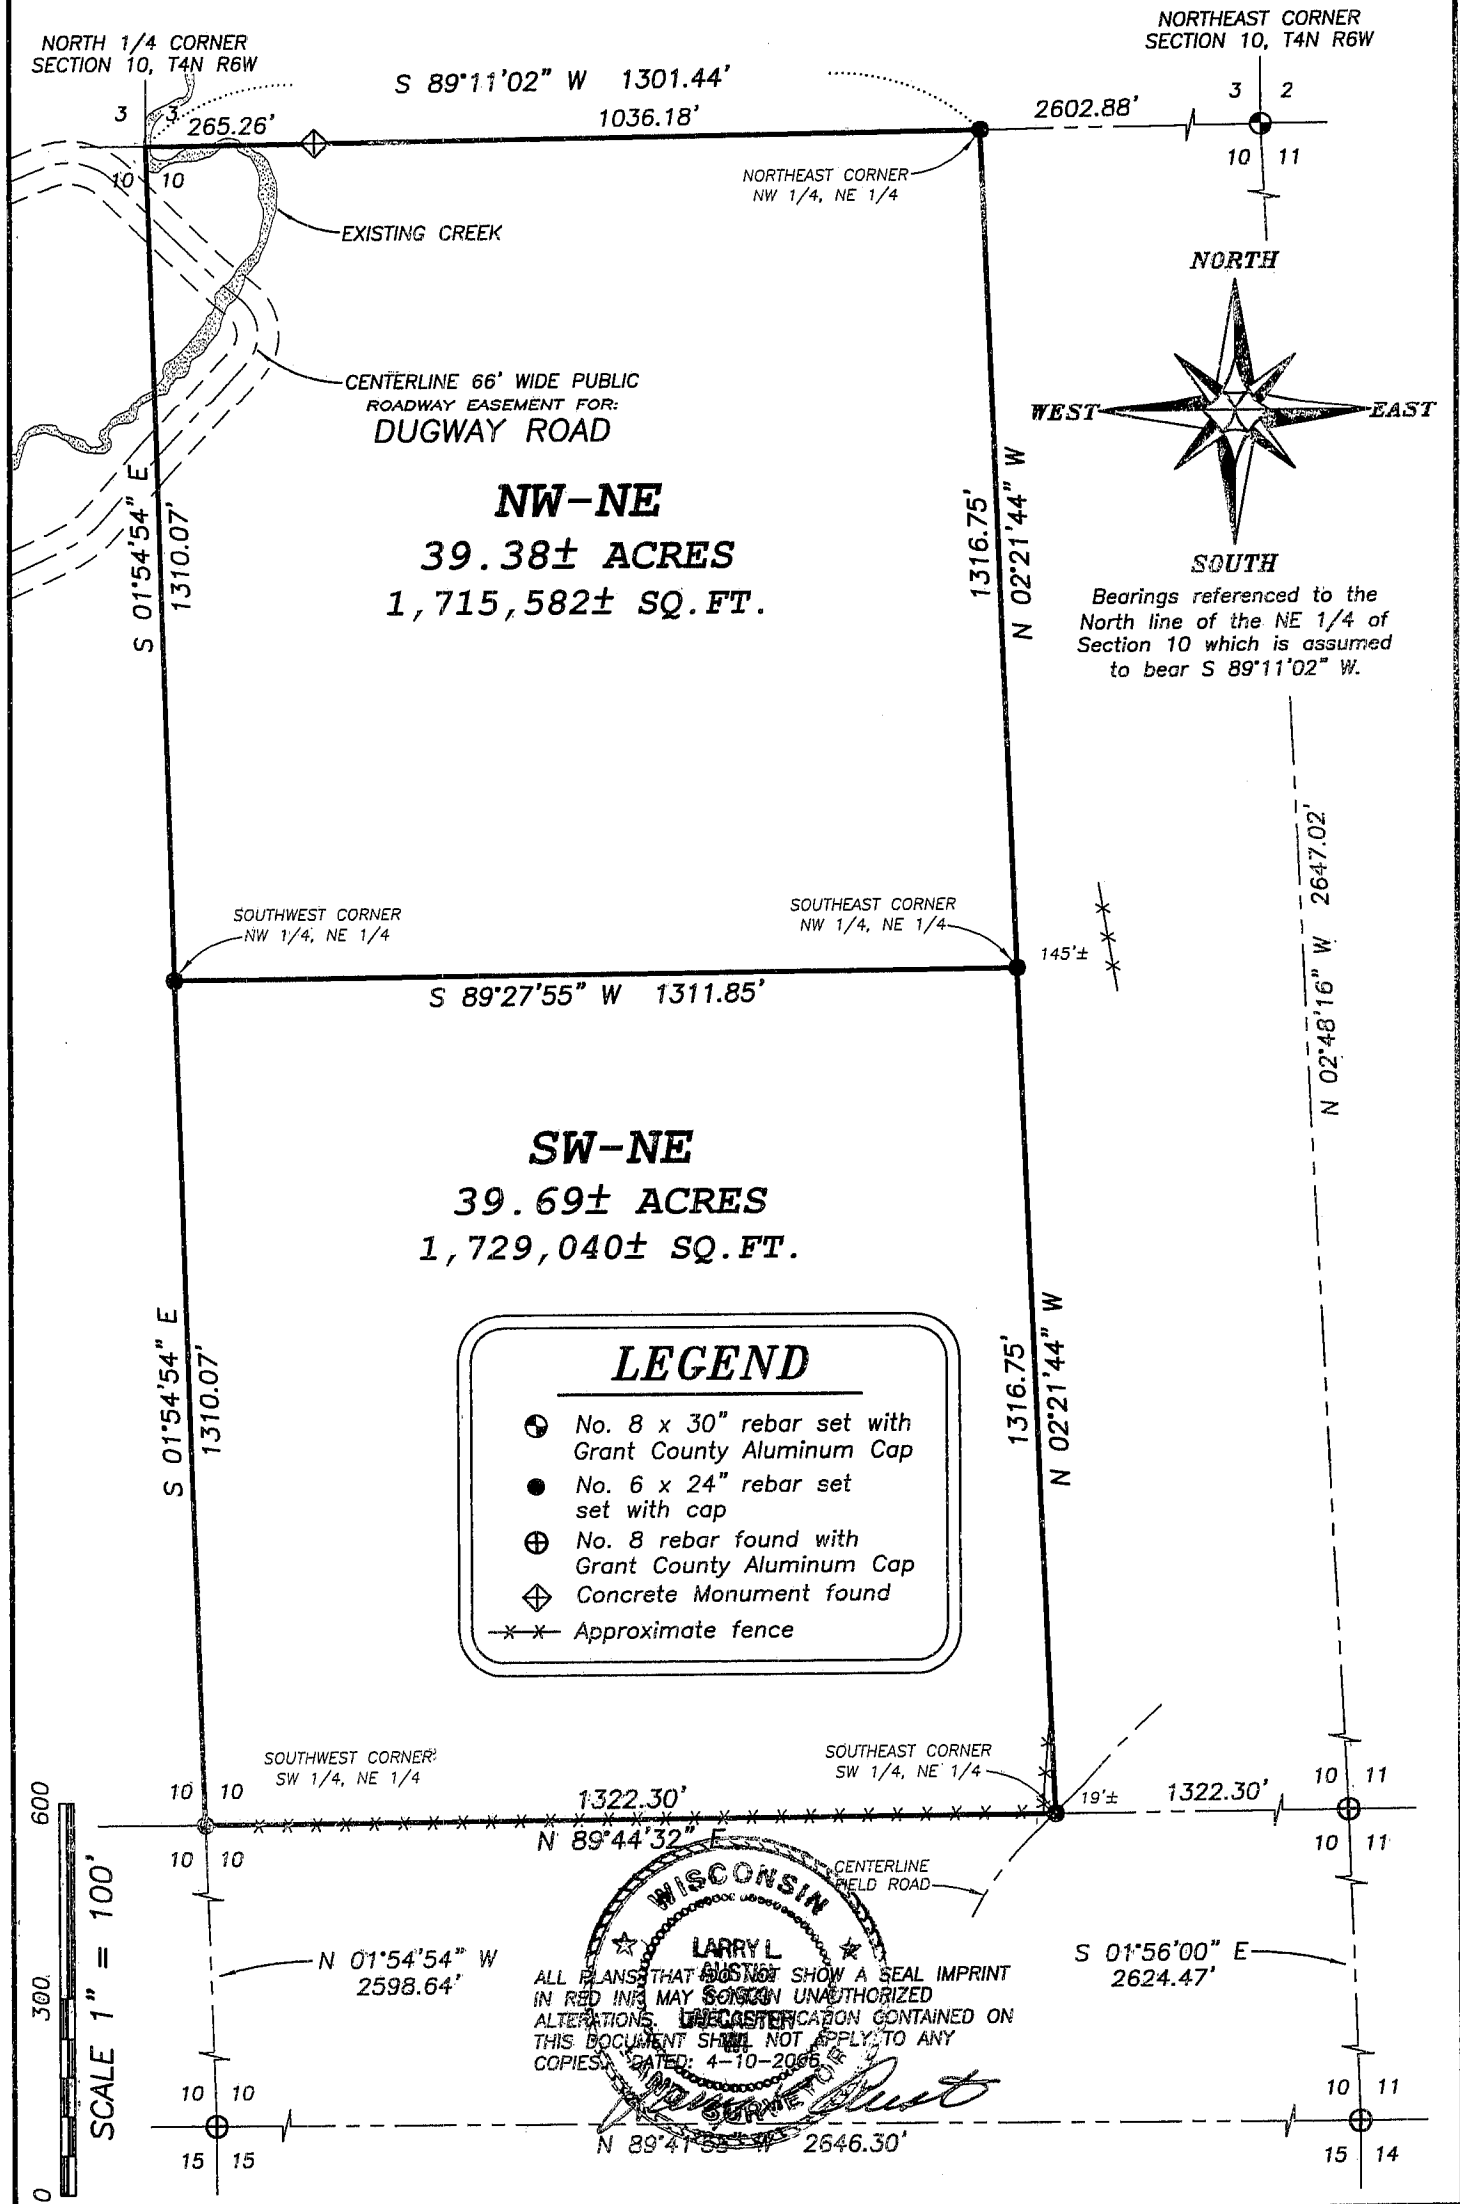 NORTH 1/4 CORNER
SECTION 10, T4N R6W
NORTHEAST CORNER
SECTION 10, T4N R6W
S 89°11'02" W 1301.44'
3 3
265.26'
1036.18'
2602.88'
3 2
10 11
10 10
NORTHEAST CORNER
NW 1/4, NE 1/4
EXISTING CREEK
NORTH
WEST
EAST
SOUTH
CENTERLINE 66' WIDE PUBLIC
ROADWAY EASEMENT FOR:
DUGWAY ROAD
S 01°54'54" E
1310.07'
NW-NE
39.38± ACRES
1,715,582± SQ.FT.
1316.75'
N 02°21'44" W
Bearings referenced to the
North line of the NE 1/4 of
Section 10 which is assumed
to bear S 89°11'02" W.
N 02°48'16" W 2647.02'
SOUTHWEST CORNER
NW 1/4, NE 1/4
SOUTHEAST CORNER
NW 1/4, NE 1/4
145'±
S 89°27'55" W 1311.85'
SW-NE
39.69± ACRES
1,729,040± SQ.FT.
S 01°54'54" E
1310.07'
1316.75'
N 02°21'44" W
LEGEND
No. 8 x 30" rebar set with
Grant County Aluminum Cap
No. 6 x 24" rebar set
set with cap
No. 8 rebar found with
Grant County Aluminum Cap
Concrete Monument found
Approximate fence
SOUTHWEST CORNER
SW 1/4, NE 1/4
SOUTHEAST CORNER
SW 1/4, NE 1/4
10 10
1322.30'
19'±
1322.30'
10 11
N 89°44'32" E
10 10
10 11
CENTERLINE
FIELD ROAD
WISCONSIN
LARRY L.
AUSTIN
LANCASTER
WI
LAND SURVEYOR
N 01°54'54" W
2598.64'
S 01°56'00" E
2624.47'
ALL PLANS THAT DO NOT SHOW A SEAL IMPRINT
IN RED INK MAY CONTAIN UNAUTHORIZED
ALTERATIONS. THE CERTIFICATION CONTAINED ON
THIS DOCUMENT SHALL NOT APPLY TO ANY
COPIES. DATED: 4-10-2006
10 10
10 11
N 89°41'55" W 2646.30'
15 15
15 14
0 300 600
SCALE 1" = 100'